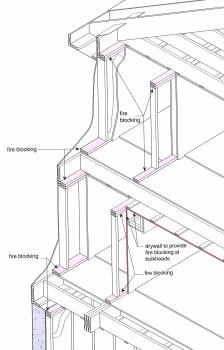 fire
blocking
fire blocking
drywall to provide
fire blocking at
bulkheads
fire blocking
fire blocking